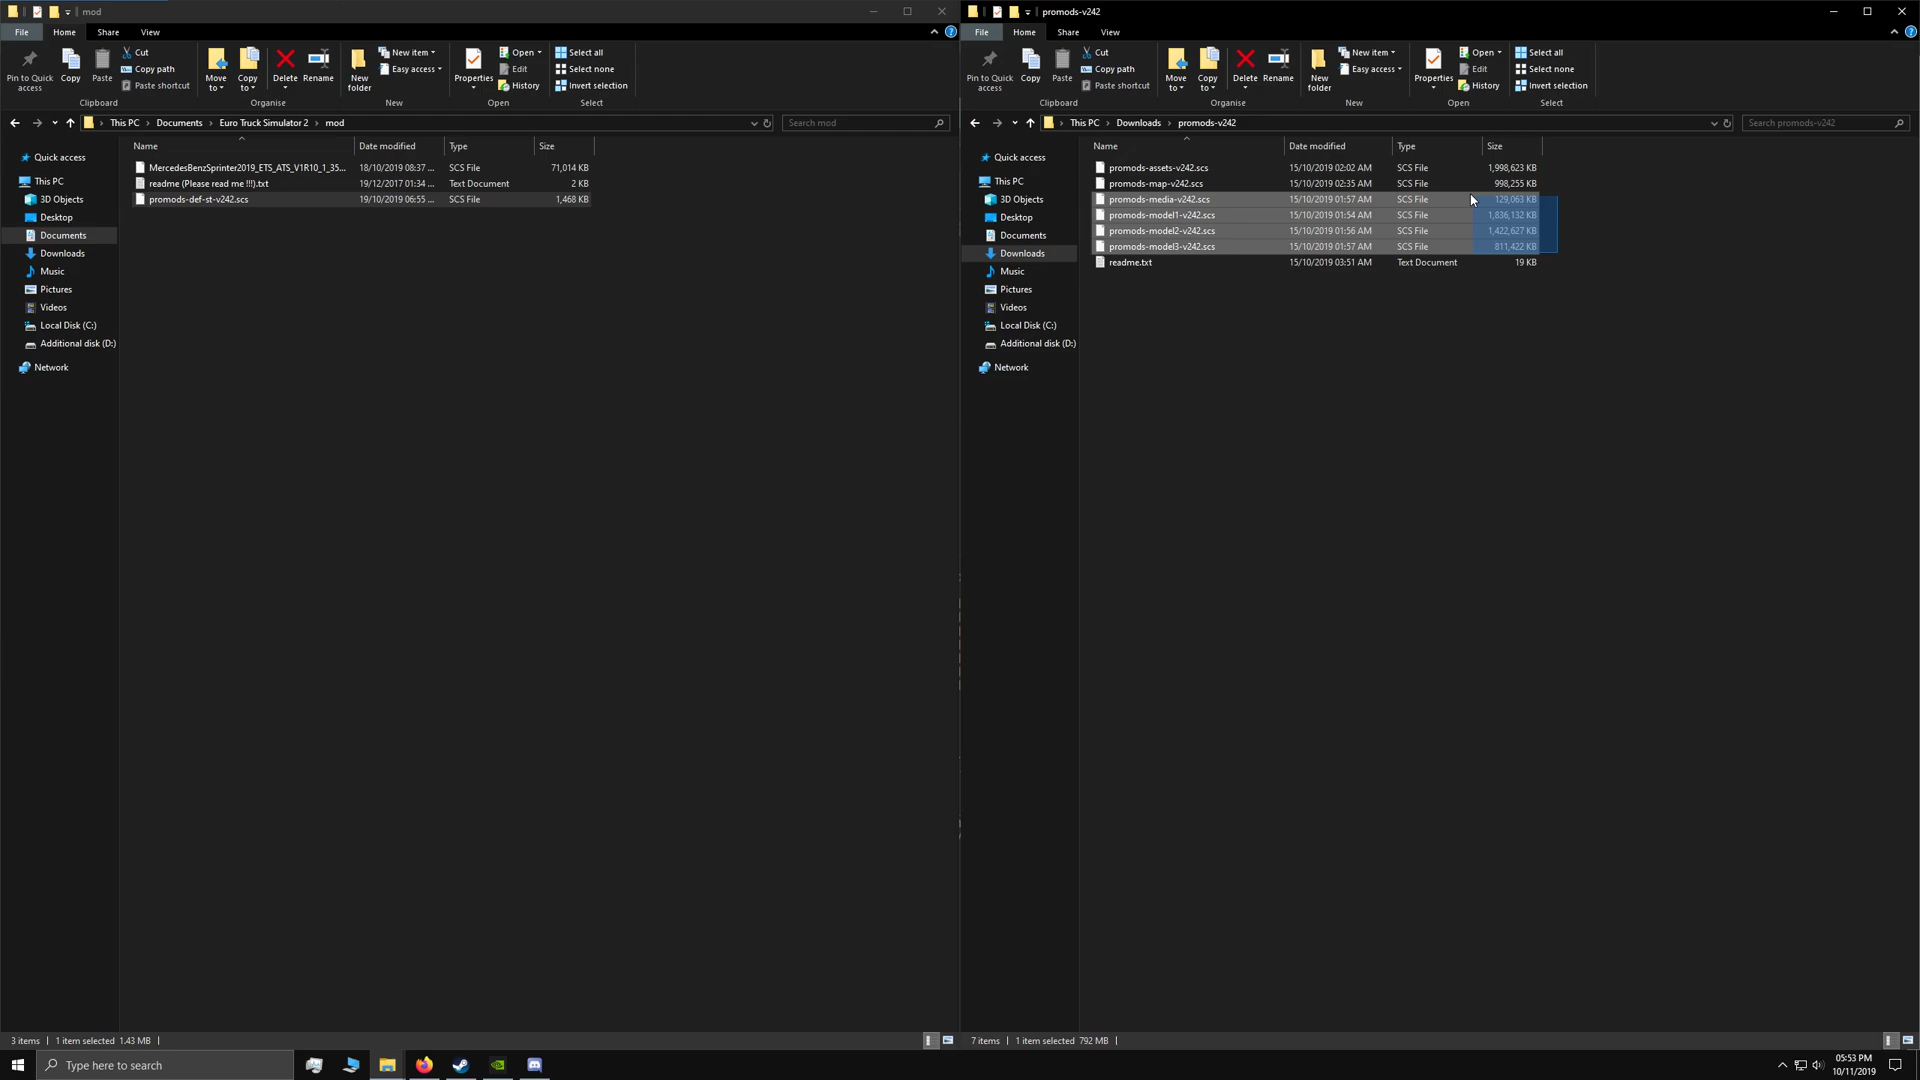 mod
File Home Share View
Pin to Quick access
Copy
Paste
Cut
Copy path
Paste shortcut
Clipboard
Move to
Copy to
Delete
Rename
Organise
New folder
New item
Easy access
New
Properties
Open
Edit
History
Open
Select all
Select none
Invert selection
Select
This PC > Documents > Euro Truck Simulator 2 > mod
Search mod
Quick access
This PC
3D Objects
Desktop
Documents
Downloads
Music
Pictures
Videos
Local Disk (C:)
Additional disk (D:)
Network
Name Date modified Type Size
MercedesBenzSprinter2019_ETS_ATS_V1R10_1_35... 18/10/2019 08:37 ... SCS File 71,014 KB
readme (Please read me !!!).txt 19/12/2017 01:34 ... Text Document 2 KB
promods-def-st-v242.scs 19/10/2019 06:55 ... SCS File 1,468 KB
3 items 1 item selected 1.43 MB
promods-v242
File Home Share View
Pin to Quick access
Copy
Paste
Cut
Copy path
Paste shortcut
Clipboard
Move to
Copy to
Delete
Rename
Organise
New folder
New item
Easy access
New
Properties
Open
Edit
History
Open
Select all
Select none
Invert selection
Select
This PC > Downloads > promods-v242
Search promods-v242
Quick access
This PC
3D Objects
Desktop
Documents
Downloads
Music
Pictures
Videos
Local Disk (C:)
Additional disk (D:)
Network
Name Date modified Type Size
promods-assets-v242.scs 15/10/2019 02:02 AM SCS File 1,998,623 KB
promods-map-v242.scs 15/10/2019 02:35 AM SCS File 998,255 KB
promods-media-v242.scs 15/10/2019 01:57 AM SCS File 129,063 KB
promods-model1-v242.scs 15/10/2019 01:54 AM SCS File 1,836,132 KB
promods-model2-v242.scs 15/10/2019 01:56 AM SCS File 1,422,627 KB
promods-model3-v242.scs 15/10/2019 01:57 AM SCS File 811,422 KB
readme.txt 15/10/2019 03:51 AM Text Document 19 KB
7 items 1 item selected 792 MB
Type here to search
05:53 PM
10/11/2019